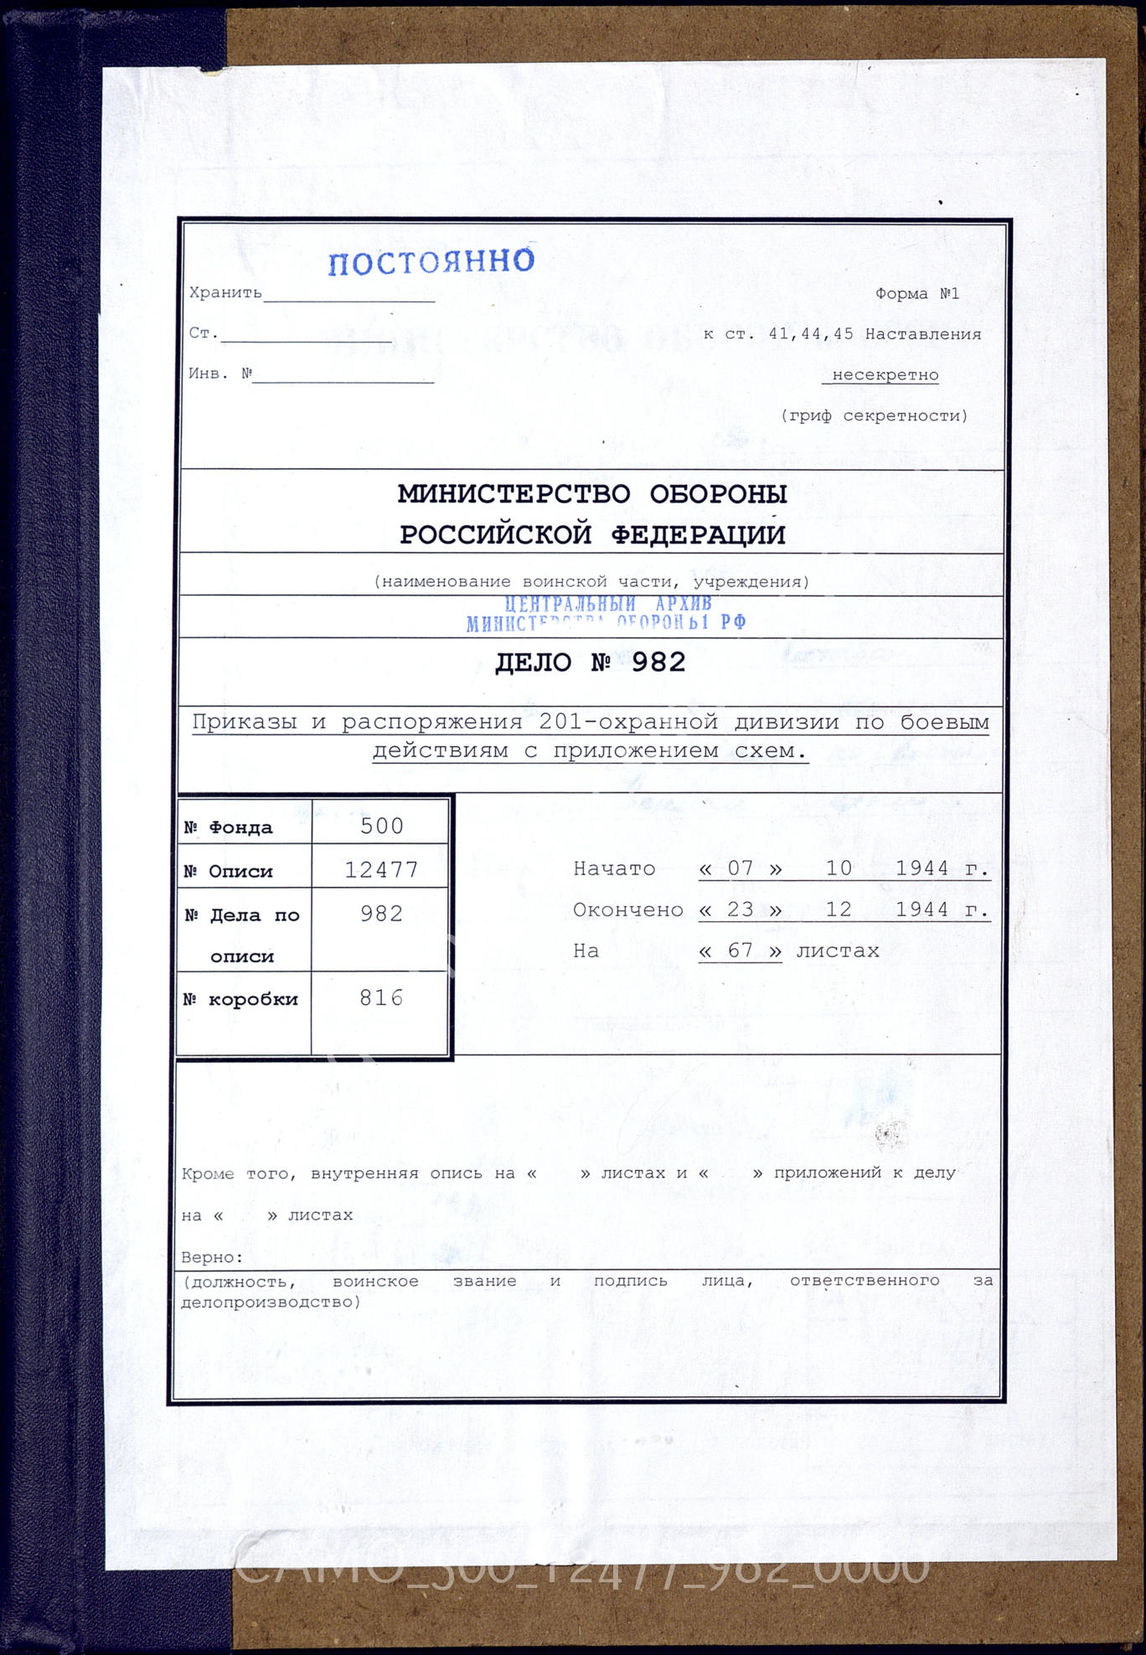 ПОСТОЯННО
Хранить
Форма №1
Ст.
к ст. 41,44,45 Наставления
Инв. №
несекретно
(гриф секретности)
МИНИСТЕРСТВО ОБОРОНЫ
РОССИЙСКОЙ ФЕДЕРАЦИИ
(наименование воинской части, учреждения)
ЦЕНТРАЛЬНЫЙ АРХИВ
МИНИСТЕРСТВА ОБОРОНЫ РФ
ДЕЛО № 982
Приказы и распоряжения 201-охранной дивизии по боевым
действиям с приложением схем.
№ Фонда 500
№ Описи 12477
№ Дела по 982
описи
№ коробки 816
Начато « 07 » 10 1944 г.
Окончено « 23 » 12 1944 г.
На « 67 » листах
Кроме того, внутренняя опись на « » листах и « » приложений к делу
на « » листах
Верно:
(должность, воинское звание и подпись лица, ответственного за
делопроизводство)
CAMO_500_12477_982_0000